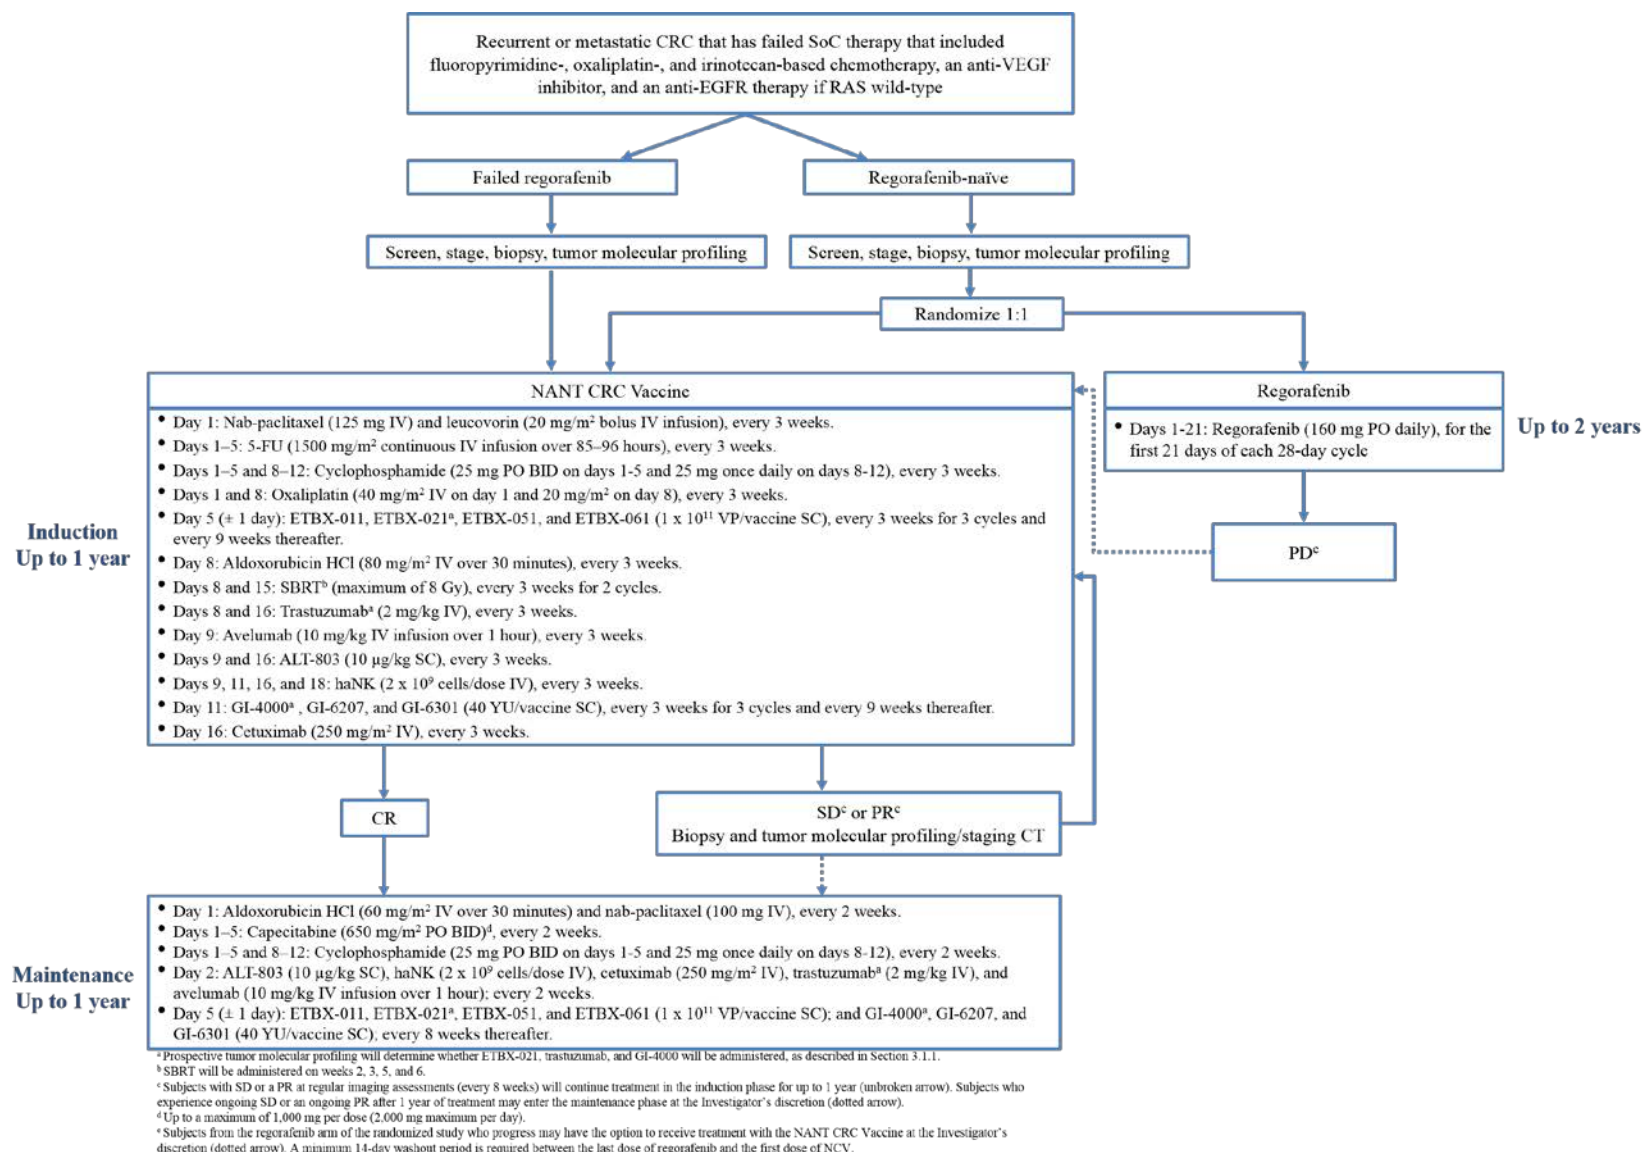 Recurrent or metastatic CRC that has failed SoC therapy that included
fluoropyrimidine-, oxaliplatin-, and irinotecan-based chemotherapy, an anti-VEGF
inhibitor, and an anti-EGFR therapy if RAS wild-type
Failed regorafenib
Regorafenib-naïve
Screen, stage, biopsy, tumor molecular profiling
Screen, stage, biopsy, tumor molecular profiling
Randomize 1:1
NANT CRC Vaccine
• Day 1: Nab-paclitaxel (125 mg IV) and leucovorin (20 mg/m² bolus IV infusion), every 3 weeks.
• Days 1–5: 5-FU (1500 mg/m² continuous IV infusion over 85–96 hours), every 3 weeks.
• Days 1–5 and 8–12: Cyclophosphamide (25 mg PO BID on days 1-5 and 25 mg once daily on days 8-12), every 3 weeks.
• Days 1 and 8: Oxaliplatin (40 mg/m² IV on day 1 and 20 mg/m² on day 8), every 3 weeks.
• Day 5 (± 1 day): ETBX-011, ETBX-021ª, ETBX-051, and ETBX-061 (1 x 10¹¹ VP/vaccine SC), every 3 weeks for 3 cycles and
every 9 weeks thereafter.
• Day 8: Aldoxorubicin HCl (80 mg/m² IV over 30 minutes), every 3 weeks.
• Days 8 and 15: SBRTᵇ (maximum of 8 Gy), every 3 weeks for 2 cycles.
• Days 8 and 16: Trastuzumabª (2 mg/kg IV), every 3 weeks.
• Day 9: Avelumab (10 mg/kg IV infusion over 1 hour), every 3 weeks.
• Days 9 and 16: ALT-803 (10 µg/kg SC), every 3 weeks.
• Days 9, 11, 16, and 18: haNK (2 x 10⁹ cells/dose IV), every 3 weeks.
• Day 11: GI-4000ª , GI-6207, and GI-6301 (40 YU/vaccine SC), every 3 weeks for 3 cycles and every 9 weeks thereafter.
• Day 16: Cetuximab (250 mg/m² IV), every 3 weeks.
Induction
Up to 1 year
Regorafenib
• Days 1-21: Regorafenib (160 mg PO daily), for the
first 21 days of each 28-day cycle
Up to 2 years
PDᵉ
CR
SDᶜ or PRᶜ
Biopsy and tumor molecular profiling/staging CT
Maintenance
Up to 1 year
• Day 1: Aldoxorubicin HCl (60 mg/m² IV over 30 minutes) and nab-paclitaxel (100 mg IV), every 2 weeks.
• Days 1–5: Capecitabine (650 mg/m² PO BID)ᵈ, every 2 weeks.
• Days 1–5 and 8–12: Cyclophosphamide (25 mg PO BID on days 1-5 and 25 mg once daily on days 8-12), every 2 weeks.
• Day 2: ALT-803 (10 µg/kg SC), haNK (2 x 10⁹ cells/dose IV), cetuximab (250 mg/m² IV), trastuzumabª (2 mg/kg IV), and
avelumab (10 mg/kg IV infusion over 1 hour); every 2 weeks.
• Day 5 (± 1 day): ETBX-011, ETBX-021ª, ETBX-051, and ETBX-061 (1 x 10¹¹ VP/vaccine SC); and GI-4000ª, GI-6207, and
GI-6301 (40 YU/vaccine SC); every 8 weeks thereafter.
ª Prospective tumor molecular profiling will determine whether ETBX-021, trastuzumab, and GI-4000 will be administered, as described in Section 3.1.1.
ᵇ SBRT will be administered on weeks 2, 3, 5, and 6.
ᶜ Subjects with SD or a PR at regular imaging assessments (every 8 weeks) will continue treatment in the induction phase for up to 1 year (unbroken arrow). Subjects who
experience ongoing SD or an ongoing PR after 1 year of treatment may enter the maintenance phase at the Investigator's discretion (dotted arrow).
ᵈ Up to a maximum of 1,000 mg per dose (2,000 mg maximum per day).
ᵉ Subjects from the regorafenib arm of the randomized study who progress may have the option to receive treatment with the NANT CRC Vaccine at the Investigator's
discretion (dotted arrow). A minimum 14-day washout period is required between the last dose of regorafenib and the first dose of NCV.